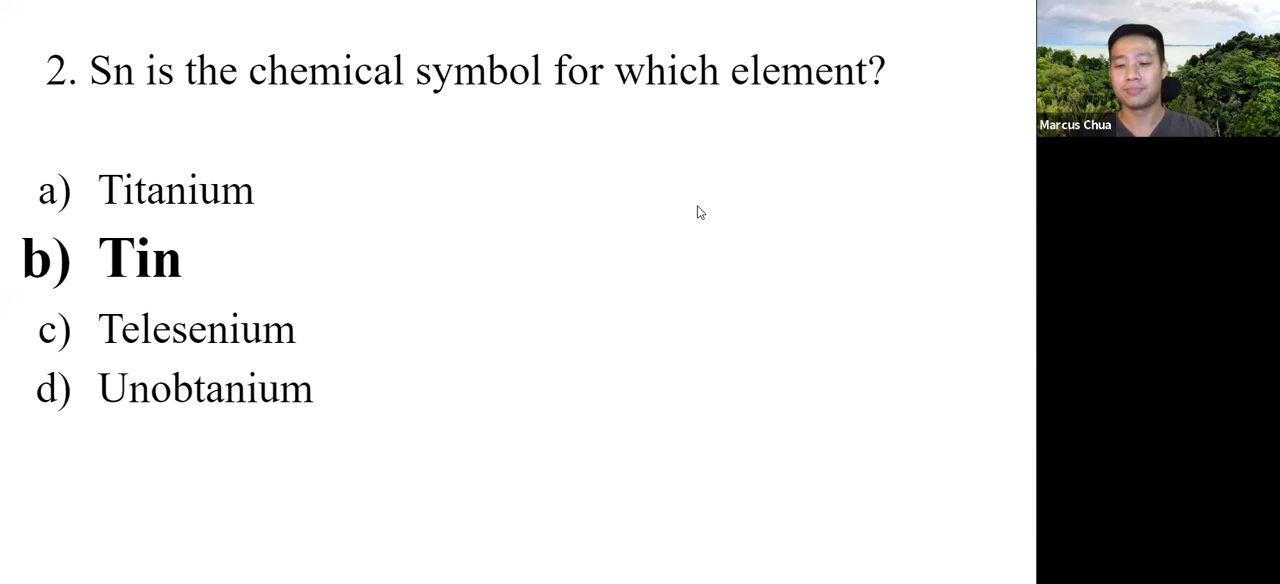 2. Sn is the chemical symbol for which element?
a) Titanium
b) Tin
c) Telesenium
d) Unobtanium
Marcus Chua